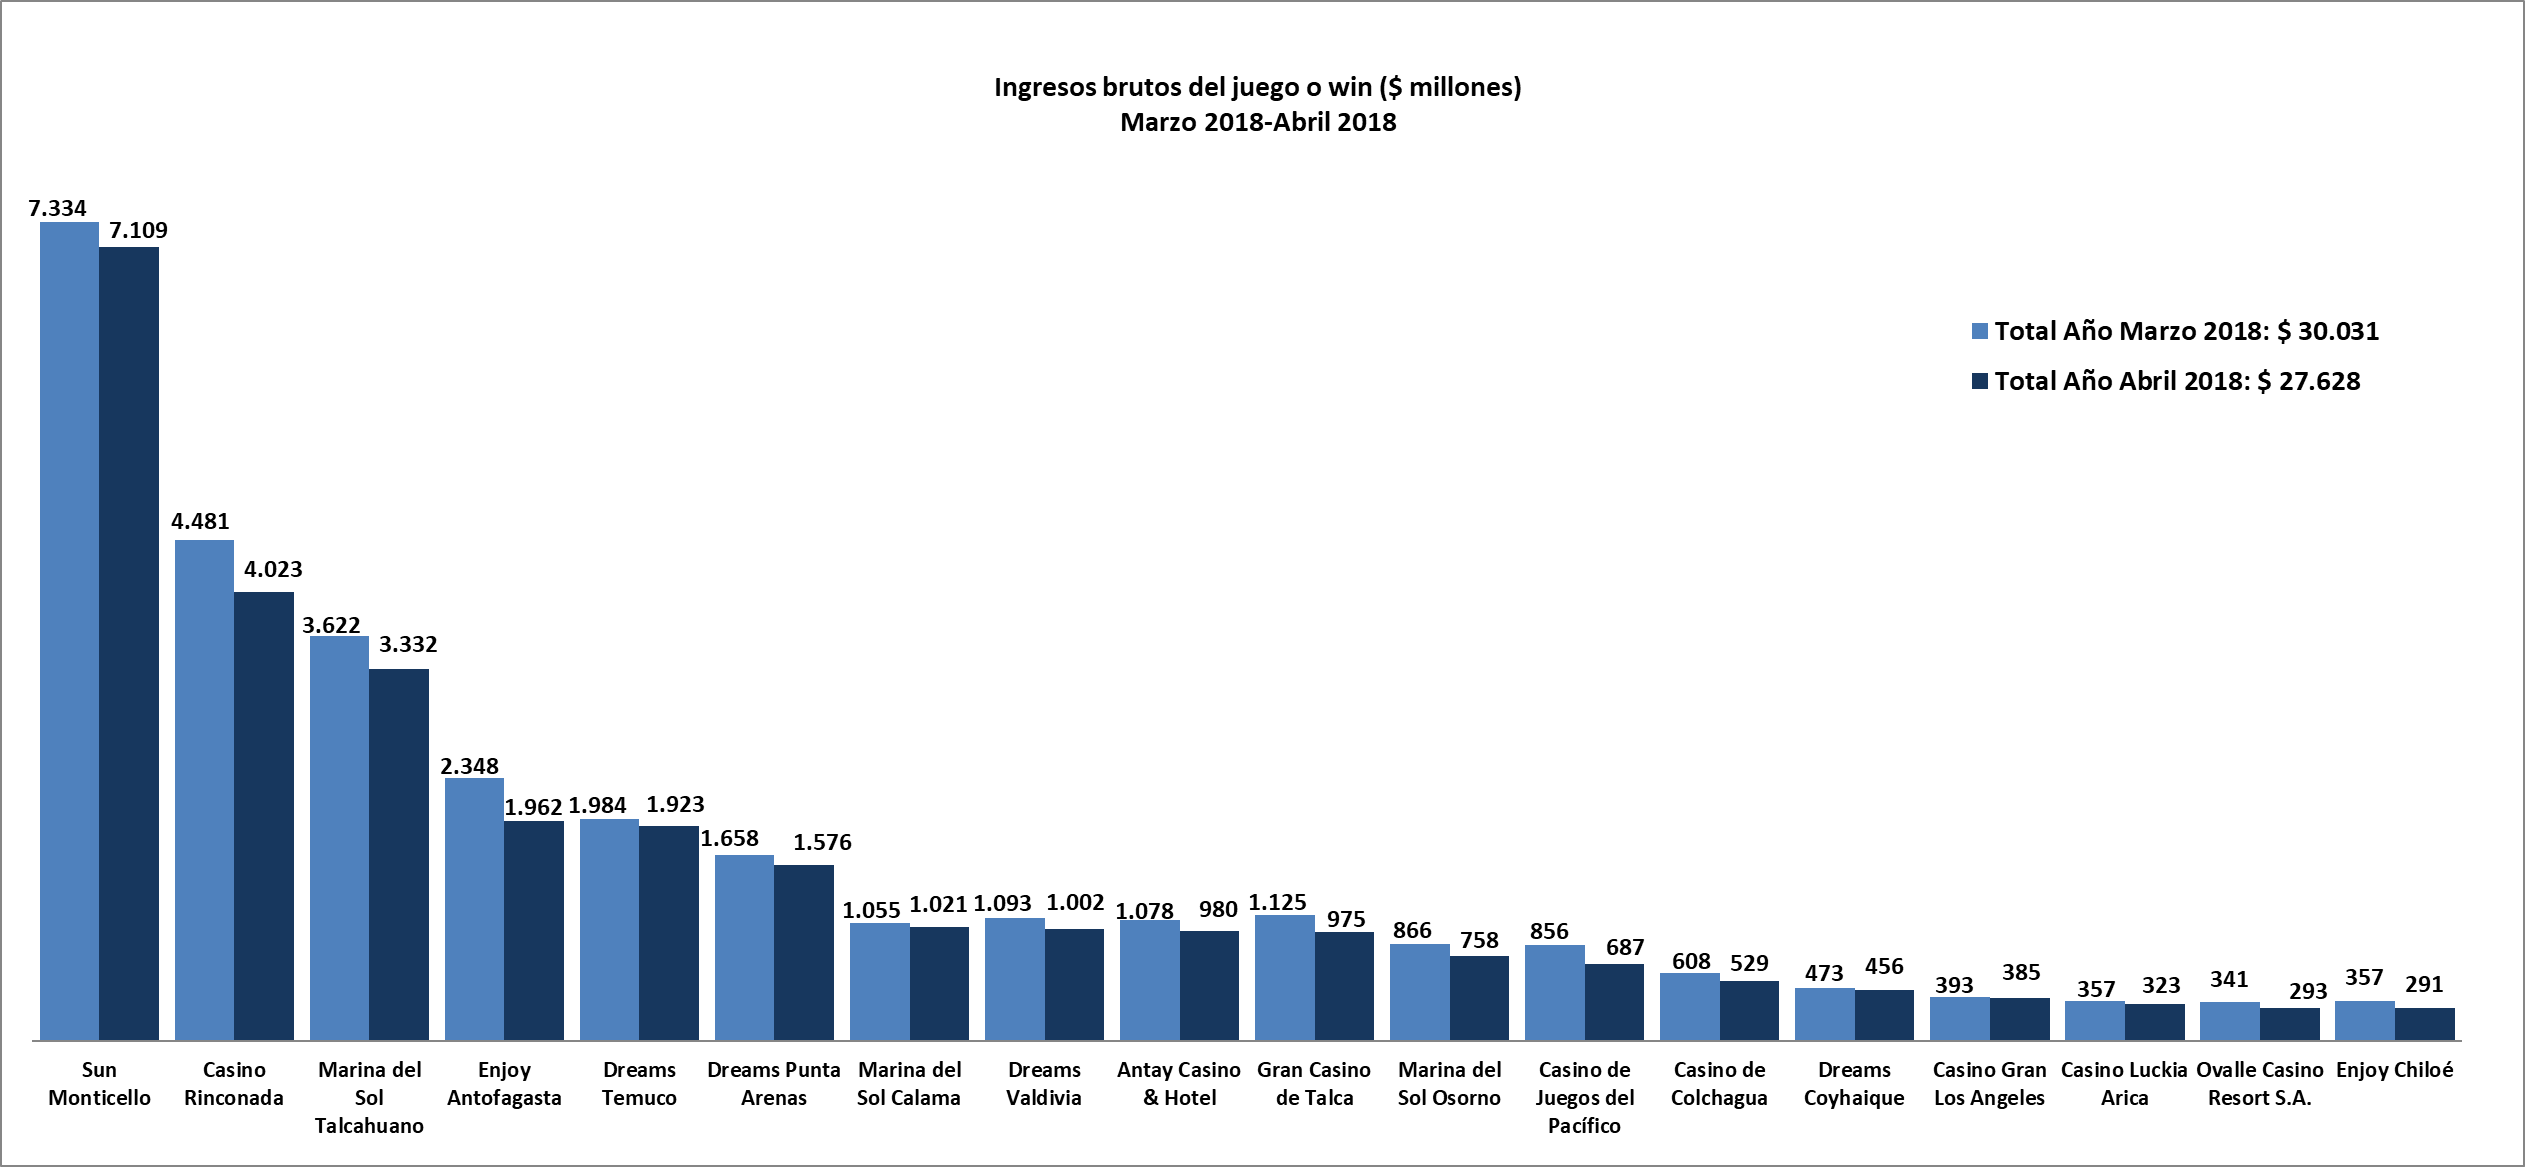 Ingresos brutos del juego o win ($ millones)
Marzo 2018-Abril 2018
7.334
7.109
4.481
4.023
3.622
3.332
2.348
1.962
1.984
1.923
1.658
1.576
1.055
1.021
1.093
1.002
1.078
980
1.125
975
866
758
856
687
608
529
473
456
393
385
357
323
341
293
357
291
Total Año Marzo 2018: $ 30.031
Total Año Abril 2018: $ 27.628
Sun
Monticello
Casino
Rinconada
Marina del
Sol
Talcahuano
Enjoy
Antofagasta
Dreams
Temuco
Dreams Punta
Arenas
Marina del
Sol Calama
Dreams
Valdivia
Antay Casino
& Hotel
Gran Casino
de Talca
Marina del
Sol Osorno
Casino de
Juegos del
Pacífico
Casino de
Colchagua
Dreams
Coyhaique
Casino Gran
Los Angeles
Casino Luckia
Arica
Ovalle Casino
Resort S.A.
Enjoy Chiloé